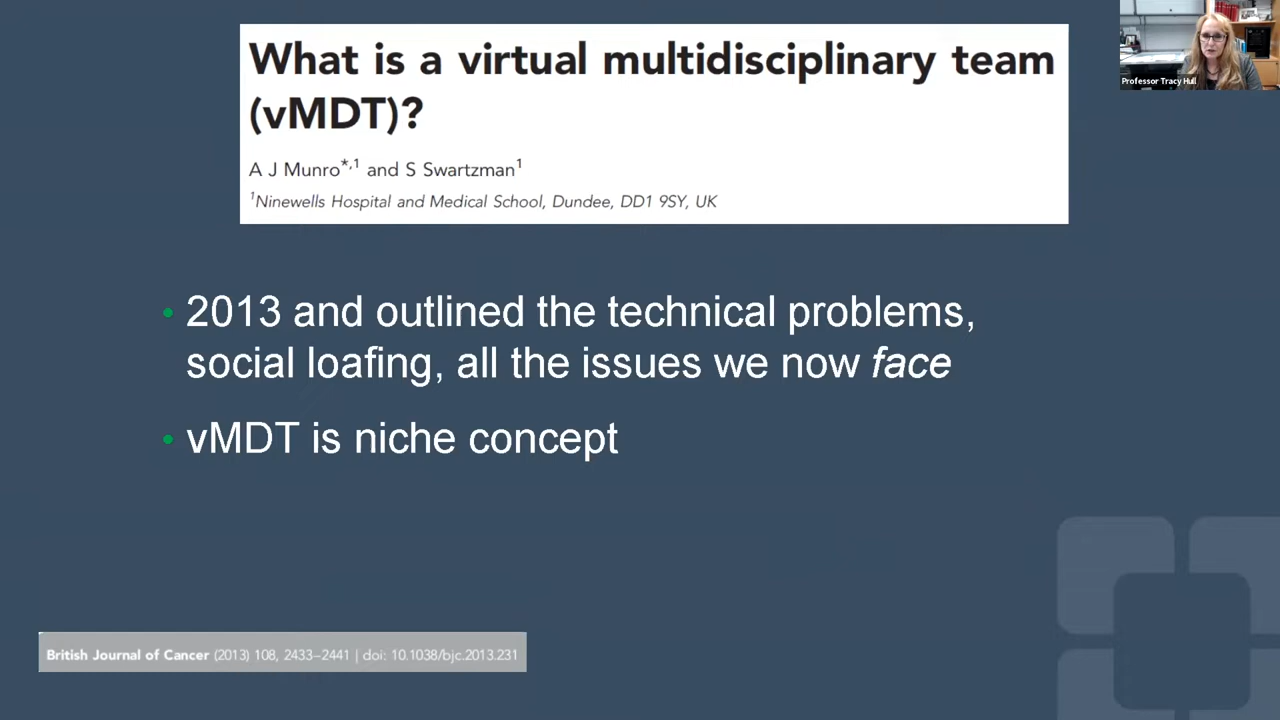 What is a virtual multidisciplinary team
(vMDT)?
A J Munro*,1 and S Swartzman1
1Ninewells Hospital and Medical School, Dundee, DD1 9SY, UK
Professor Tracy Hull
• 2013 and outlined the technical problems,
social loafing, all the issues we now face
• vMDT is niche concept
British Journal of Cancer (2013) 108, 2433–2441 | doi: 10.1038/bjc.2013.231